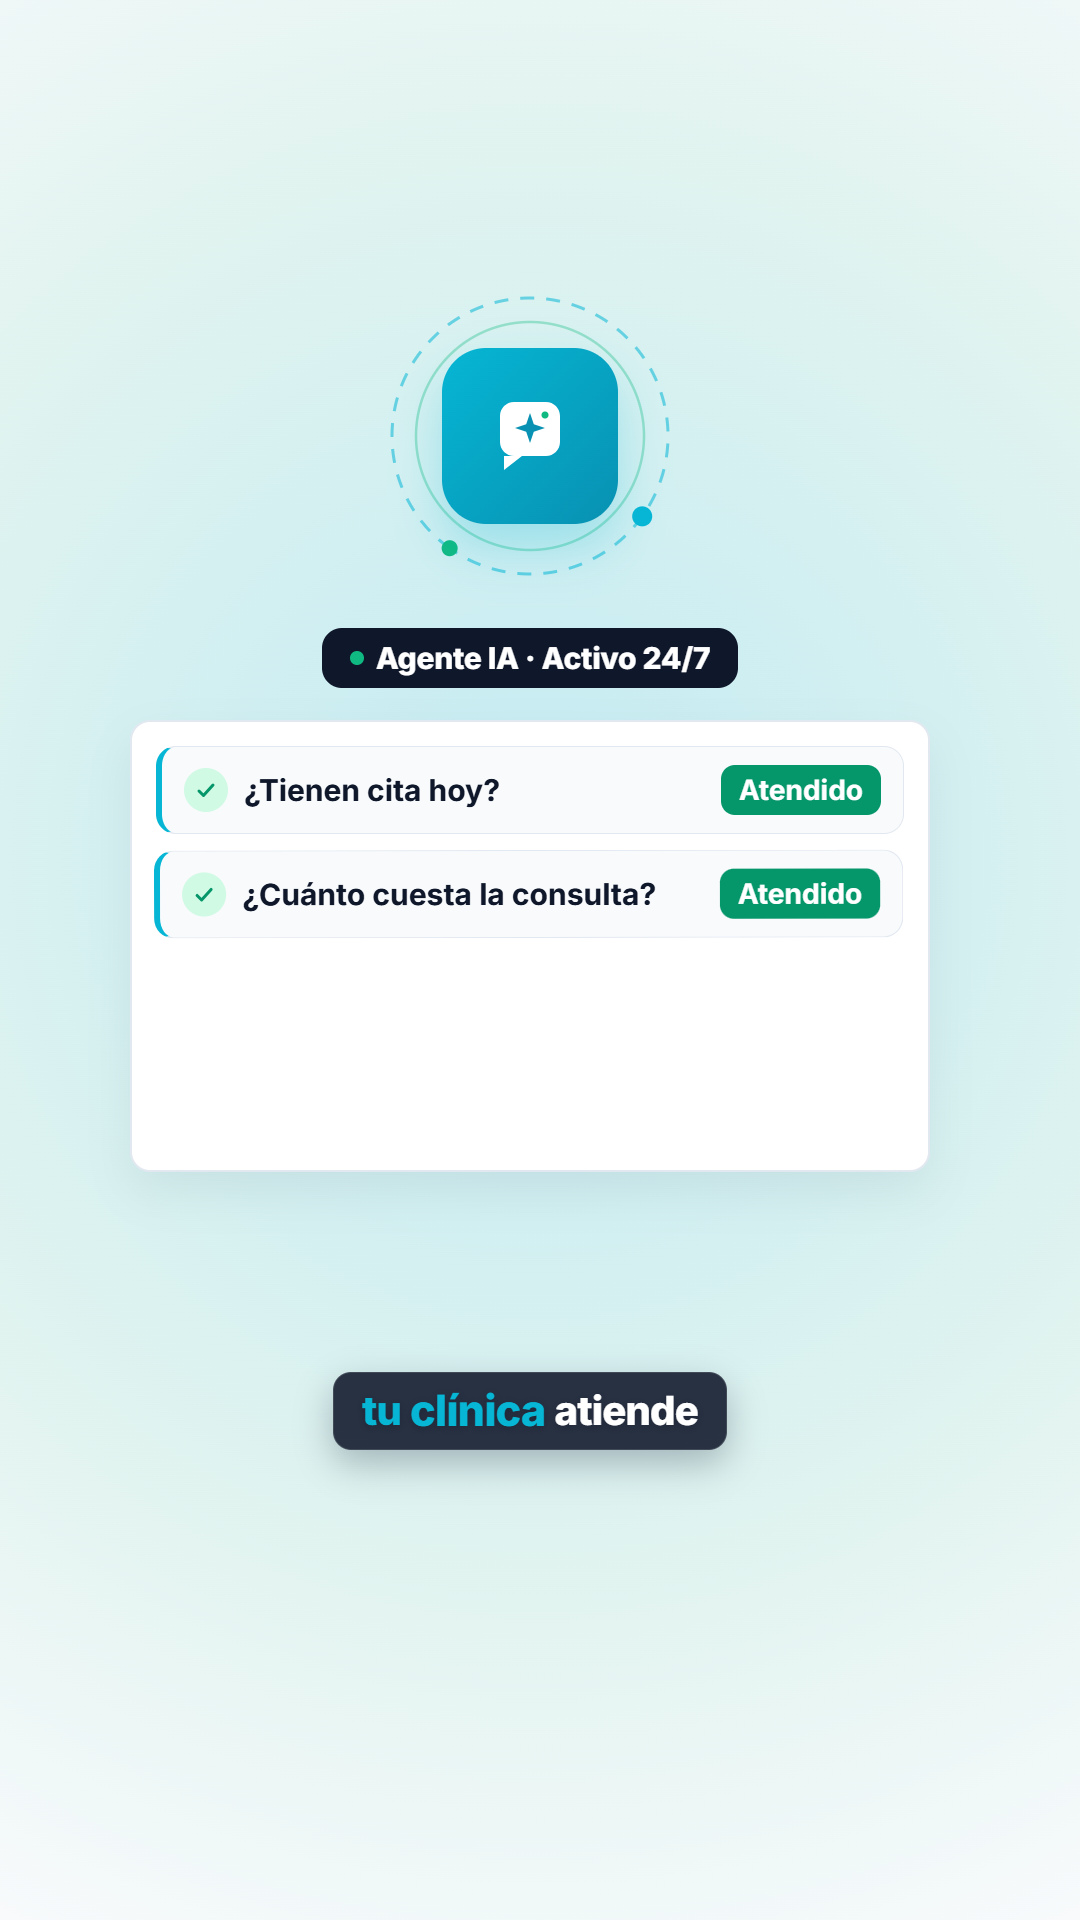 Agente IA · Activo 24/7
¿Tienen cita hoy? Atendido
¿Cuánto cuesta la consulta? Atendido
tu clínica atiende